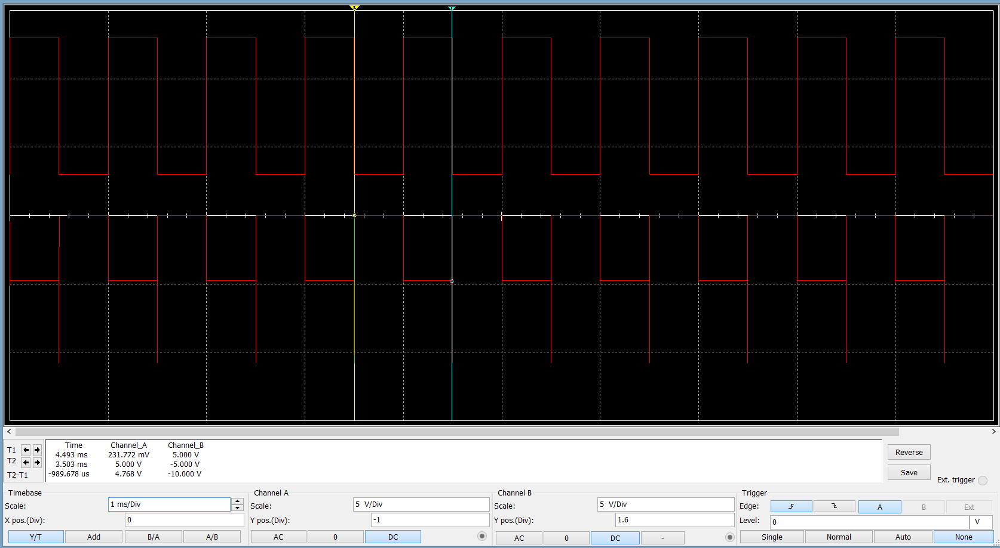 2
Time Channel_A Channel_B
T1 4.493 ms 231.772 mV 5.000 V
T2 3.503 ms 5.000 V -5.000 V
T2-T1 -989.678 us 4.768 V -10.000 V
Reverse
Save
Ext. trigger
Timebase
Scale: 1 ms/Div
X pos.(Div): 0
Y/T Add B/A A/B
Channel A
Scale: 5 V/Div
Y pos.(Div): -1
AC 0 DC
Channel B
Scale: 5 V/Div
Y pos.(Div): 1.6
AC 0 DC -
Trigger
Edge: A B Ext
Level: 0 V
Single Normal Auto None